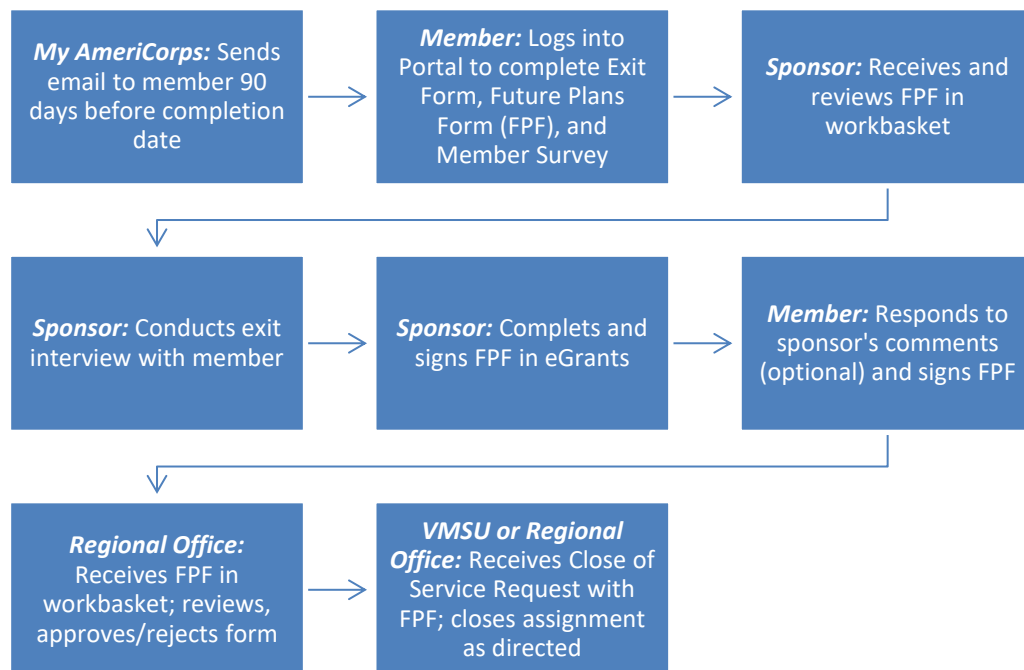 My AmeriCorps: Sends
email to member 90
days before completion
date
Member: Logs into
Portal to complete Exit
Form, Future Plans
Form (FPF), and
Member Survey
Sponsor: Receives and
reviews FPF in
workbasket
Sponsor: Conducts exit
interview with member
Sponsor: Complets and
signs FPF in eGrants
Member: Responds to
sponsor's comments
(optional) and signs FPF
Regional Office:
Receives FPF in
workbasket; reviews,
approves/rejects form
VMSU or Regional
Office: Receives Close of
Service Request with
FPF; closes assignment
as directed